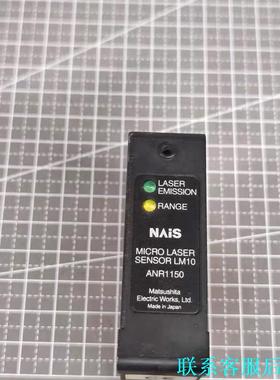 LASER
EMISSION
RANGE
NAiS
MICRO LASER
SENSOR LM10
ANR1150
Matsushita
Electric Works, Ltd.
Made in Japan
联系客服启